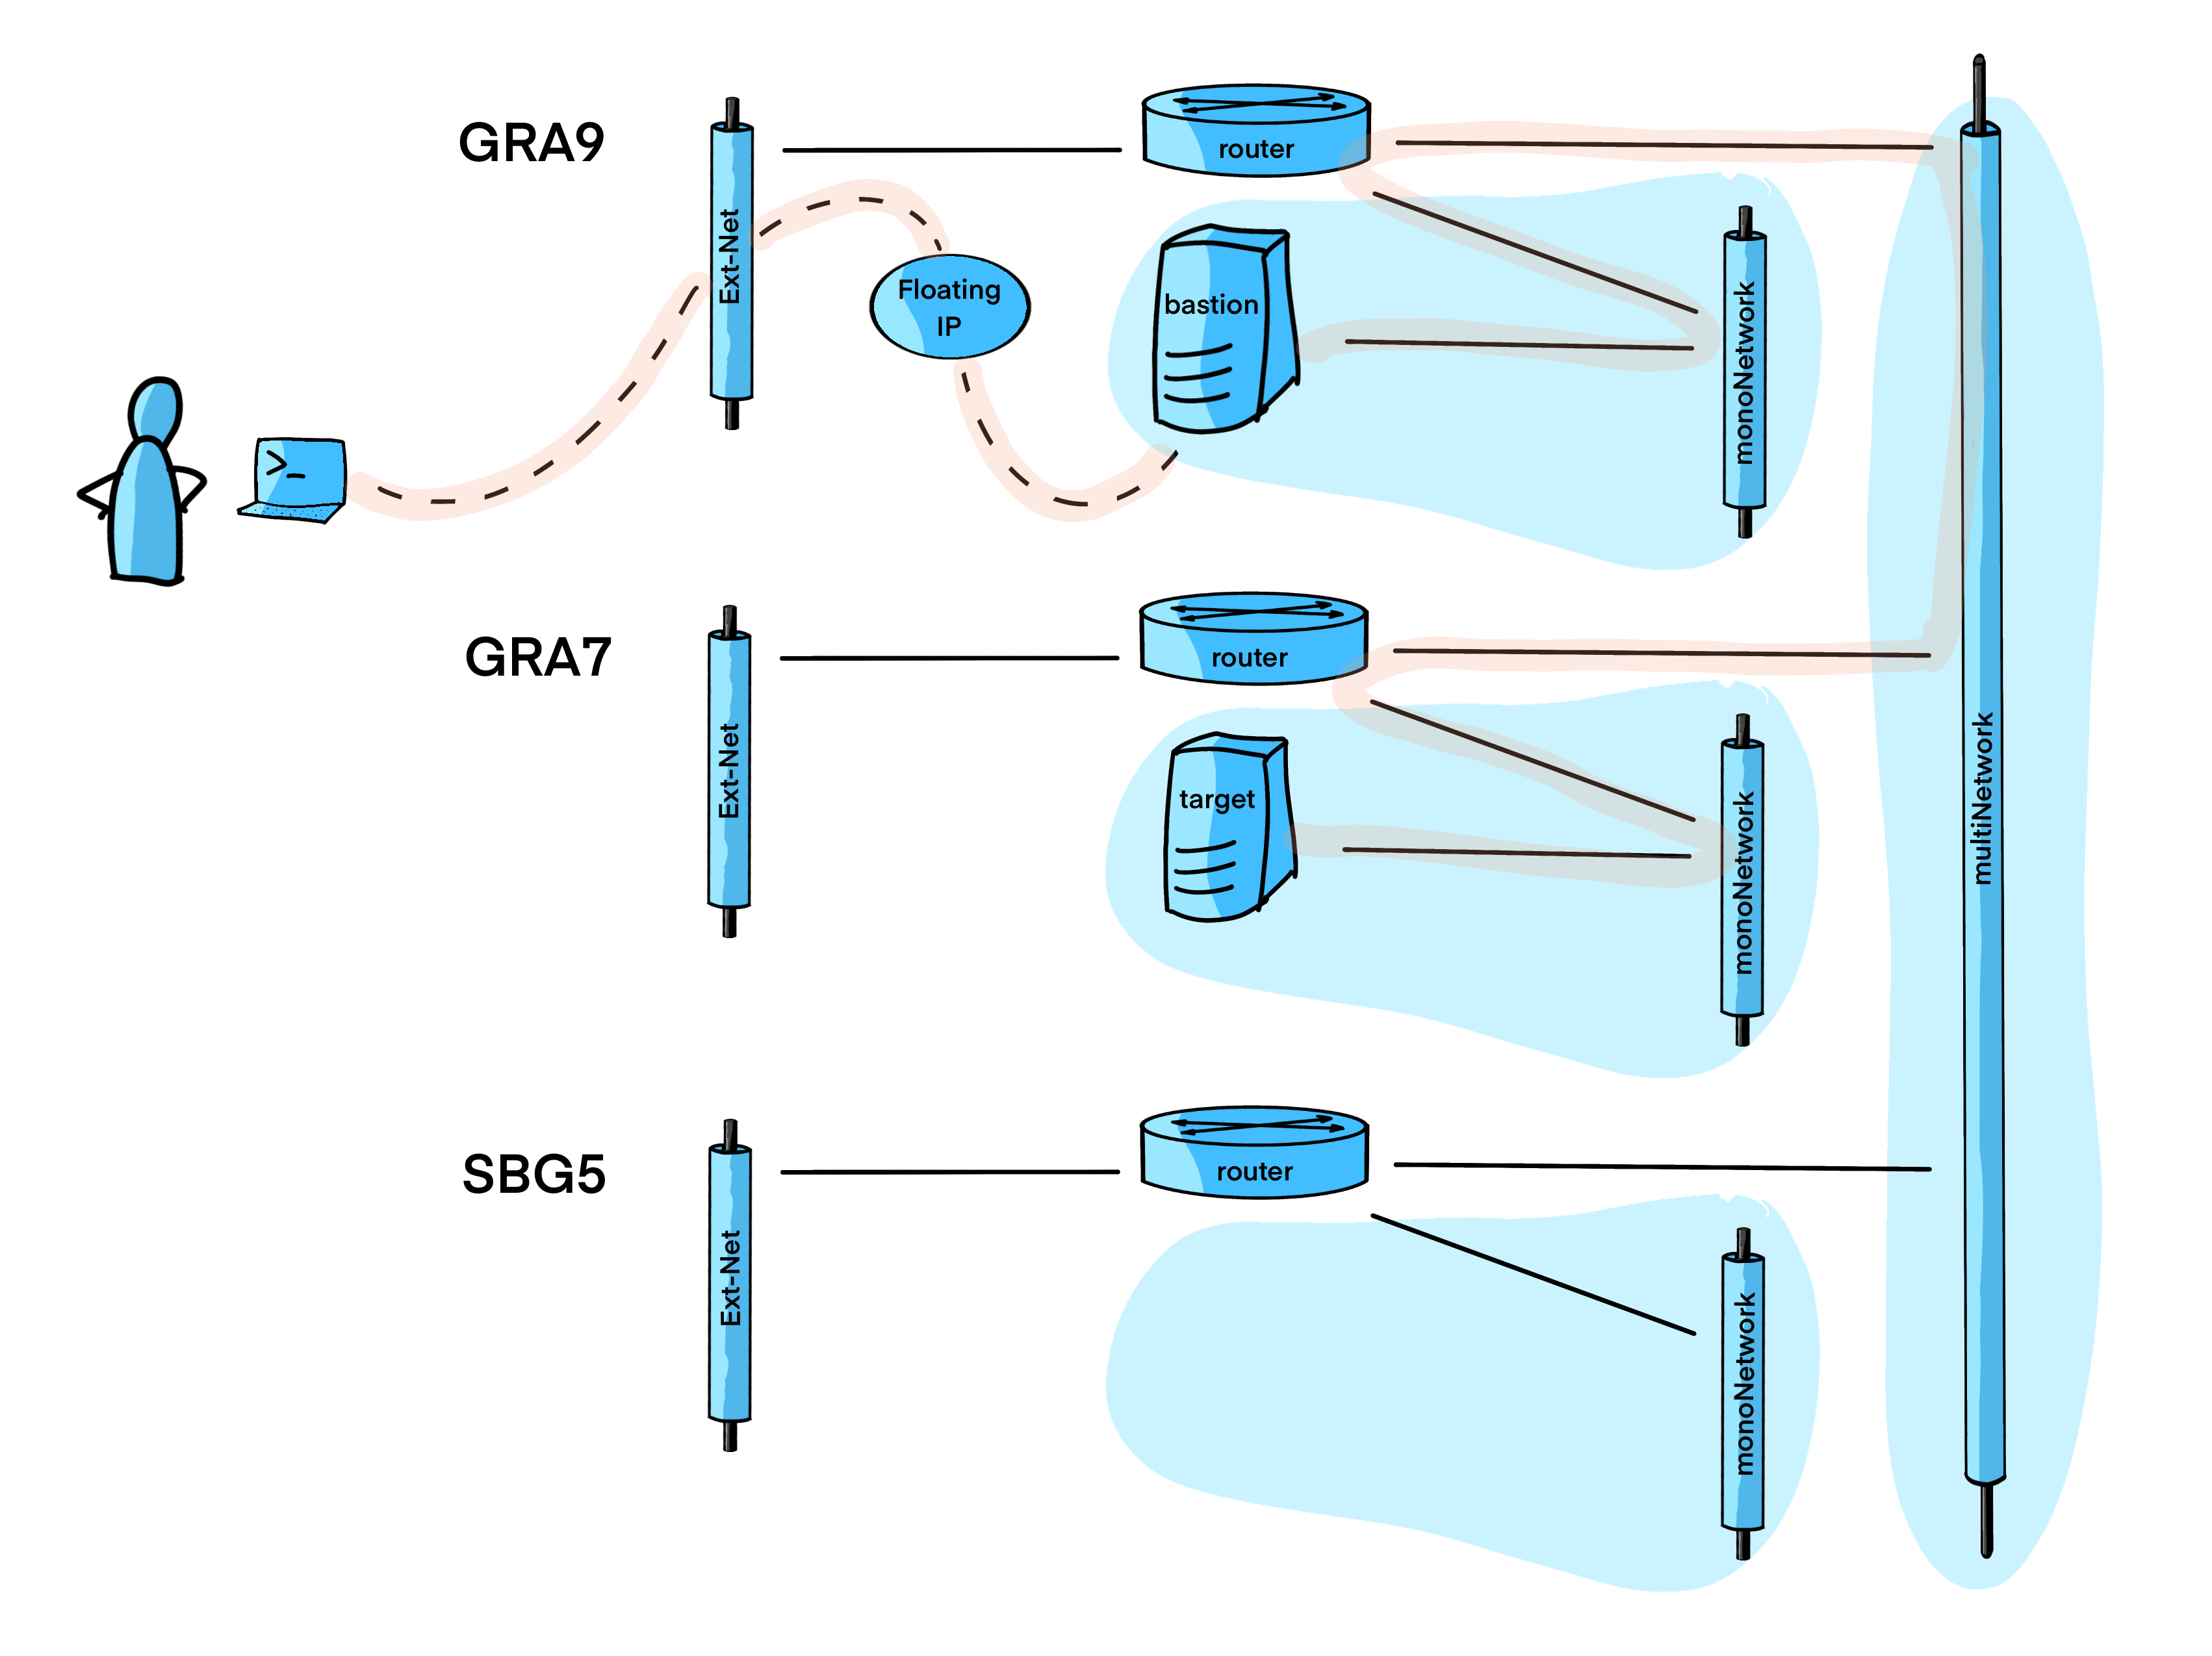 GRA9
Ext-Net
router
Floating
IP
bastion
monoNetwork
multiNetwork
GRA7
Ext-Net
router
target
monoNetwork
SBG5
Ext-Net
router
monoNetwork
>_